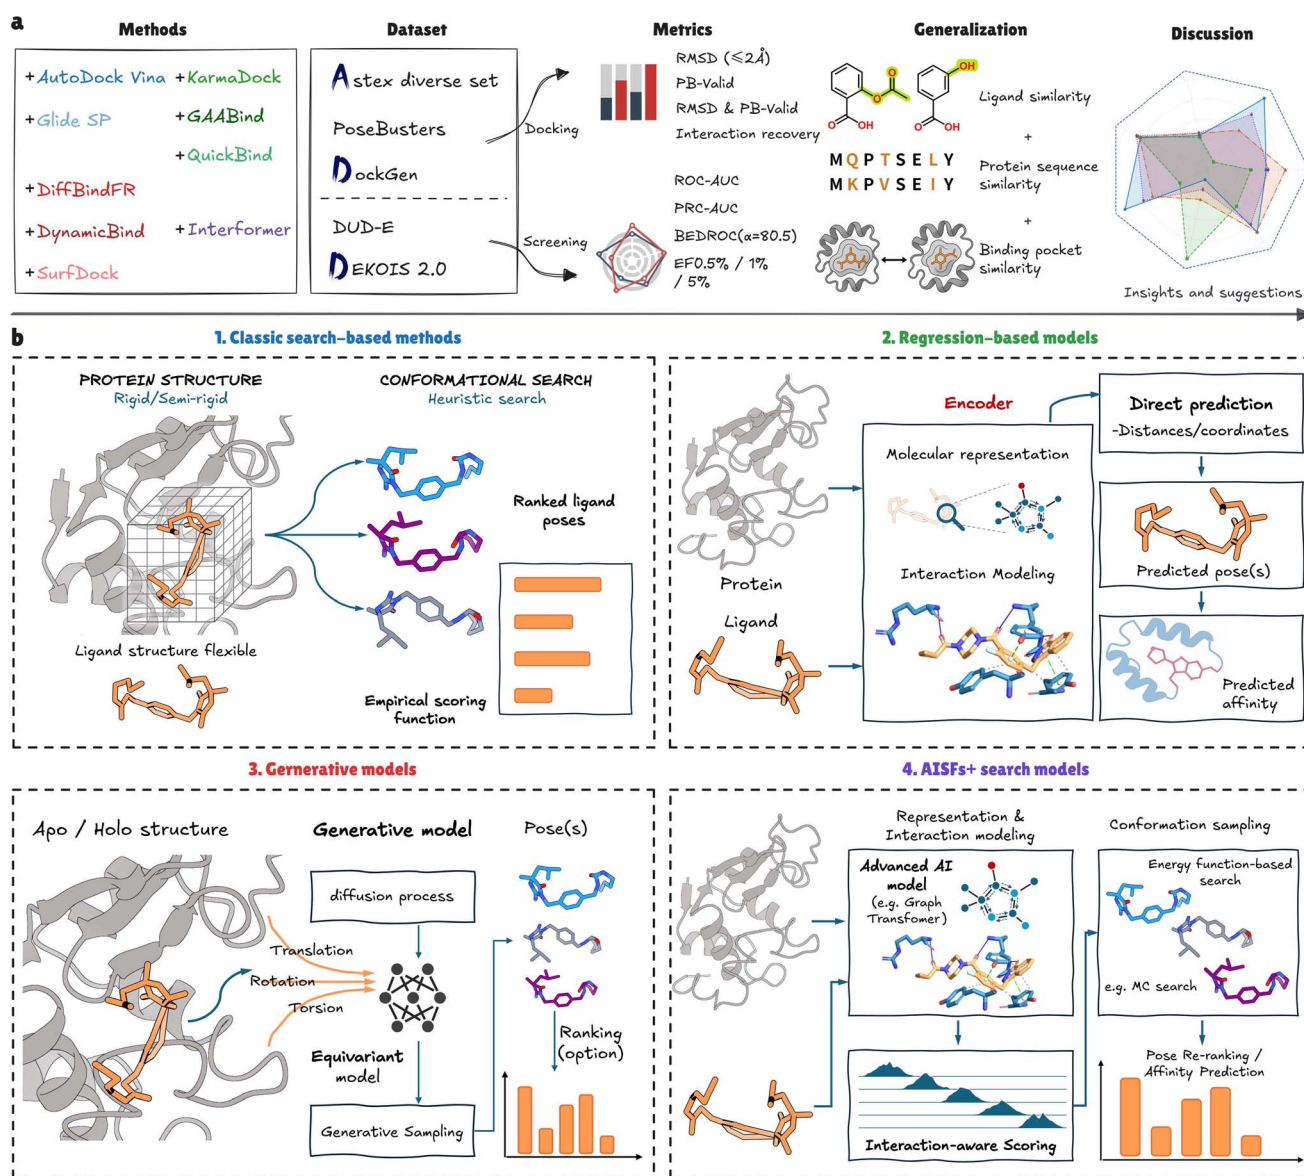 a
Methods
+AutoDock Vina
+Glide SP
+DiffBindFR
+DynamicBind
+SurfDock
+KarmaDock
+GAABind
+QuickBind
+Interformer
Dataset
Astex diverse set
PoseBusters
DockGen
DUD-E
DEKOIS 2.0
Docking
Screening
Metrics
RMSD (⩽2Å)
PB-Valid
RMSD & PB-Valid
Interaction recovery
ROC-AUC
PRC-AUC
BEDROC(α=80.5)
EF0.5% / 1%
/ 5%
Generalization
O
O
O
OH
OH
O
OH
Ligand similarity
+
MQPTSELY
MKPVSEIY
Protein sequence
similarity
+
Binding pocket
similarity
Discussion
Insights and suggestions
b
1. Classic search-based methods
PROTEIN STRUCTURE
Rigid/Semi-rigid
CONFORMATIONAL SEARCH
Heuristic search
Ligand structure flexible
Ranked ligand
poses
Empirical scoring
function
2. Regression-based models
Protein
Ligand
Encoder
Molecular representation
Interaction Modeling
Direct prediction
-Distances/coordinates
Predicted pose(s)
Predicted
affinity
3. Gernerative models
Apo / Holo structure
Generative model
Pose(s)
diffusion process
Translation
Rotation
Torsion
Equivariant
model
Generative Sampling
Ranking
(option)
4. AISFs+ search models
Representation &
Interaction modeling
Advanced AI
model
(e.g. Graph
Transfomer)
Interaction-aware Scoring
Conformation sampling
Energy function-based
search
e.g. MC search
Pose Re-ranking /
Affinity Prediction